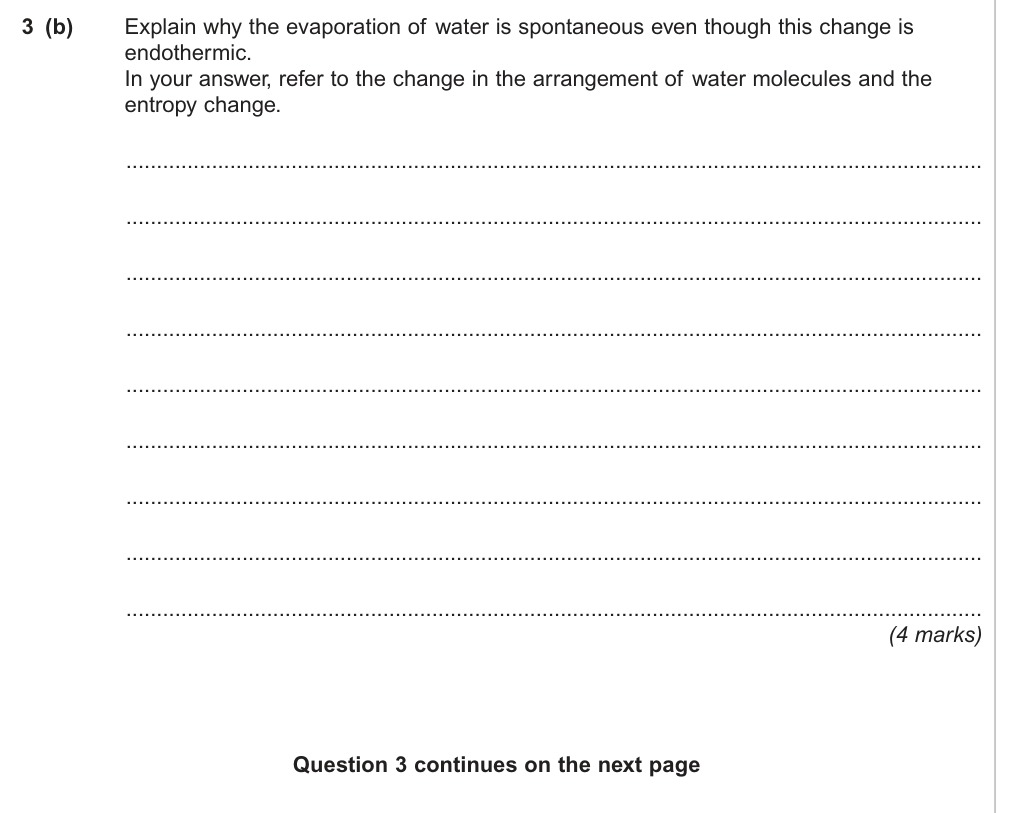 3 (b) Explain why the evaporation of water is spontaneous even though this change is
endothermic.
In your answer, refer to the change in the arrangement of water molecules and the
entropy change.
(4 marks)
Question 3 continues on the next page